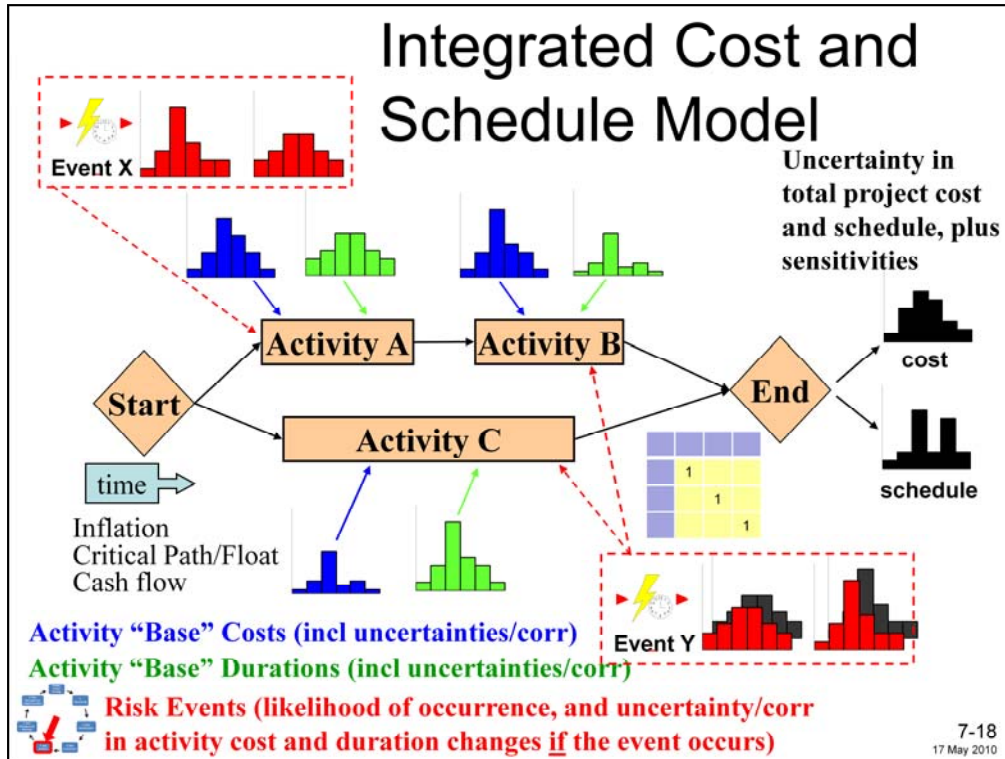 Integrated Cost and
Schedule Model
Event X
Uncertainty in
total project cost
and schedule, plus
sensitivities
Activity A
Activity B
cost
Start
End
Activity C
schedule
time
1
1
1
Inflation
Critical Path/Float
Cash flow
Event Y
Activity “Base” Costs (incl uncertainties/corr)
Activity “Base” Durations (incl uncertainties/corr)
Risk Events (likelihood of occurrence, and uncertainty/corr
in activity cost and duration changes if the event occurs)
7-18
17 May 2010